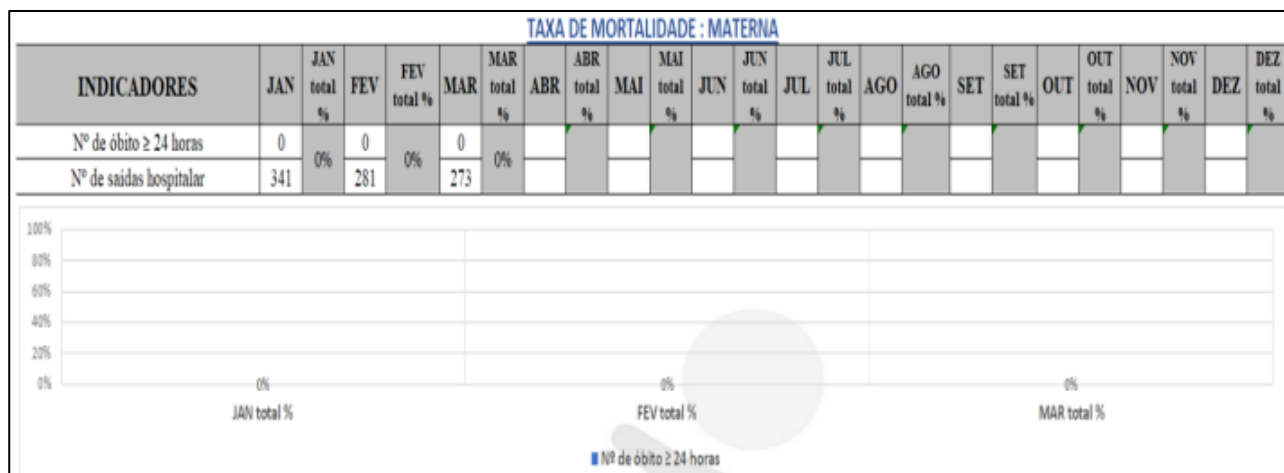 TAXA DE MORTALIDADE : MATERNA
INDICADORES JAN JAN total % FEV FEV total % MAR MAR total % ABR ABR total % MAI MAI total % JUN JUN total % JUL JUL total % AGO AGO total % SET SET total % OUT OUT total % NOV NOV total % DEZ DEZ total %
Nº de óbito ≥ 24 horas 0 0% 0 0% 0 0%
Nº de saídas hospitalar 341 281 273
100%
80%
60%
40%
20%
0%
0% 0% 0%
JAN total % FEV total % MAR total %
Nº de óbito ≥ 24 horas